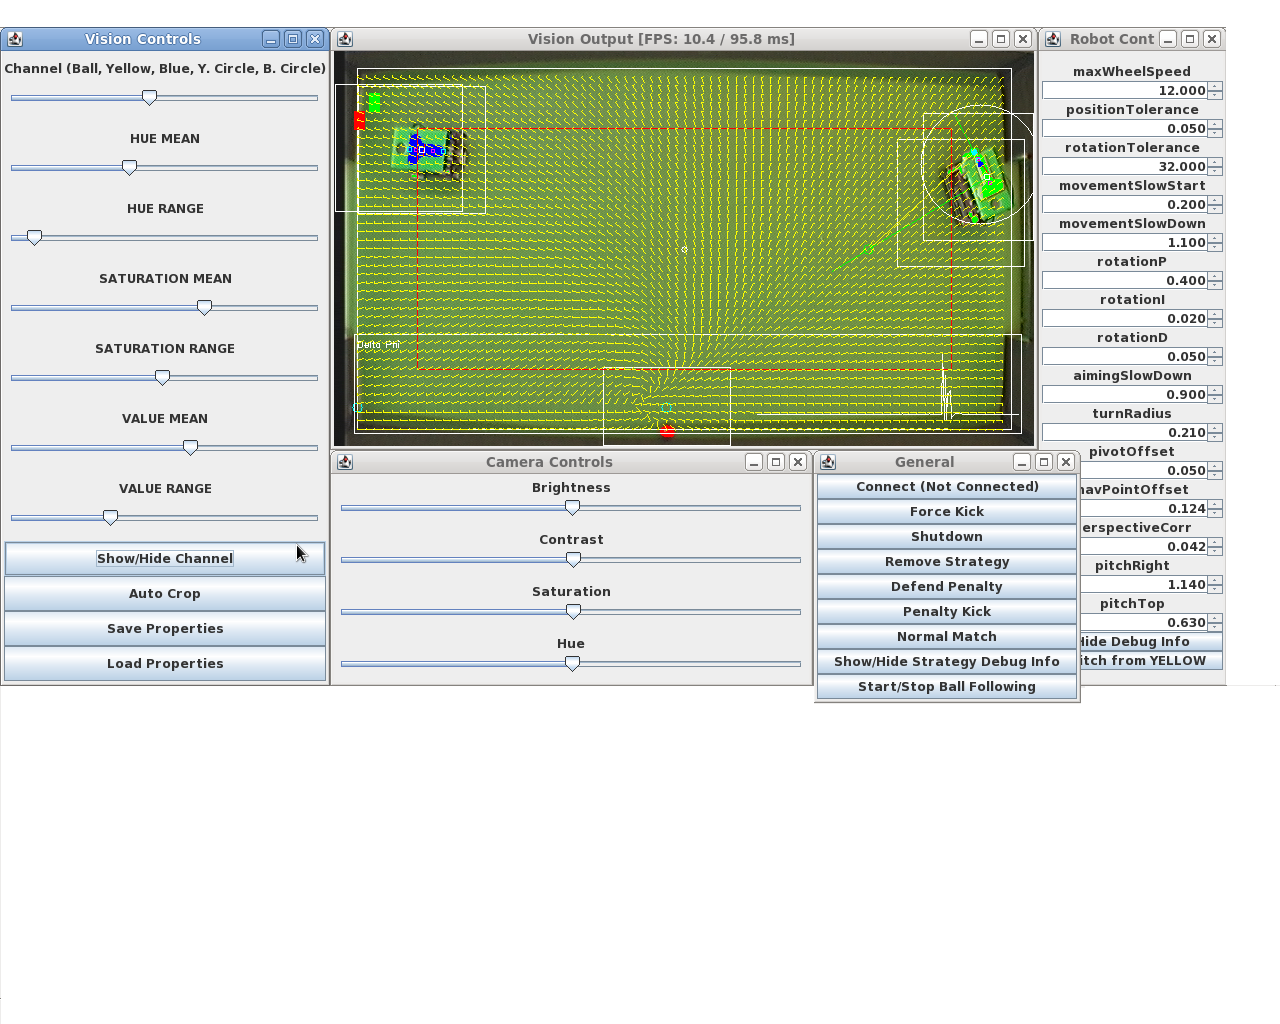 Vision Controls
Channel (Ball, Yellow, Blue, Y. Circle, B. Circle)
HUE MEAN
HUE RANGE
SATURATION MEAN
SATURATION RANGE
VALUE MEAN
VALUE RANGE
Show/Hide Channel
Auto Crop
Save Properties
Load Properties
Vision Output [FPS: 10.4 / 95.8 ms]
Delta Phi
Camera Controls
Brightness
Contrast
Saturation
Hue
General
Connect (Not Connected)
Force Kick
Shutdown
Remove Strategy
Defend Penalty
Penalty Kick
Normal Match
Show/Hide Strategy Debug Info
Start/Stop Ball Following
Robot Cont
maxWheelSpeed
12.000
positionTolerance
0.050
rotationTolerance
32.000
movementSlowStart
0.200
movementSlowDown
1.100
rotationP
0.400
rotationI
0.020
rotationD
0.050
aimingSlowDown
0.900
turnRadius
0.210
pivotOffset
0.050
navPointOffset
0.124
erspectiveCorr
0.042
pitchRight
1.140
pitchTop
0.630
Hide Debug Info
itch from YELLOW